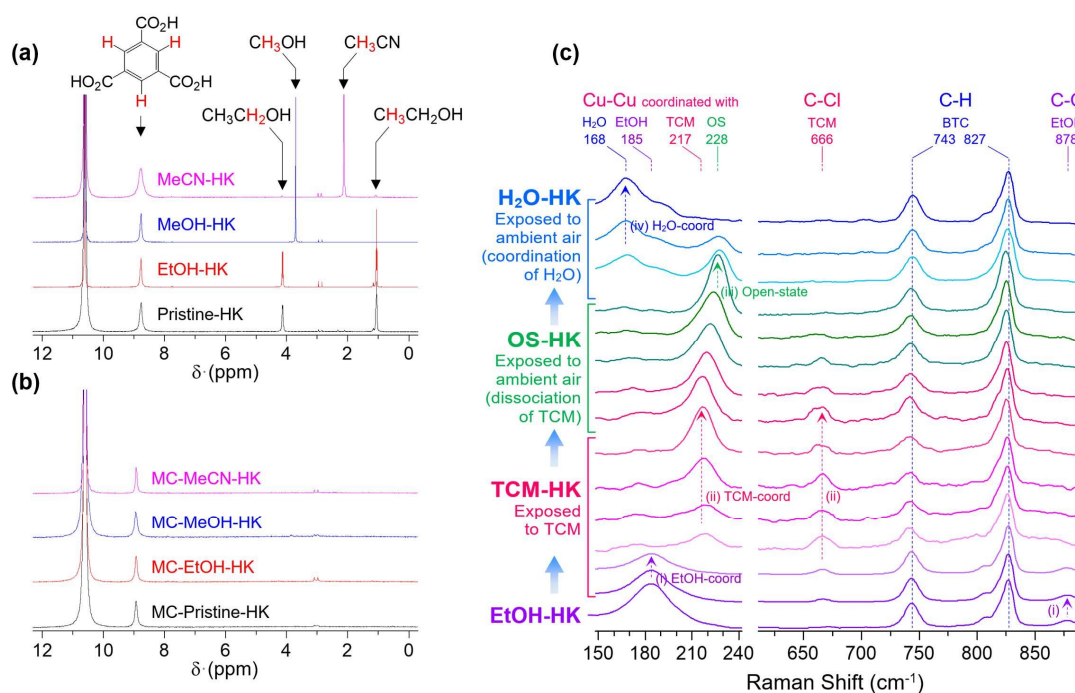 (a)
CO₂H
H H
HO₂C CO₂H
H
CH₃OH
CH₃CN
CH₃CH₂OH
CH₃CH₂OH
MeCN-HK
MeOH-HK
EtOH-HK
Pristine-HK
12 10 8 6 4 2 0
δ·(ppm)
(b)
MC-MeCN-HK
MC-MeOH-HK
MC-EtOH-HK
MC-Pristine-HK
12 10 8 6 4 2 0
δ·(ppm)
(c)
Cu-Cu coordinated with
H₂O EtOH TCM OS
168 185 217 228
C-Cl
TCM
666
C-H
BTC
743 827
EtO
878
H₂O-HK
Exposed to
ambient air
(coordination
of H₂O)
(iv) H₂O-coord
(iii) Open-state
OS-HK
Exposed to
ambient air
(dissociation
of TCM)
TCM-HK
Exposed
to TCM
(ii) TCM-coord
(ii)
(i) EtOH-coord
EtOH-HK
(i)
150 180 210 240 650 700 750 800 850
Raman Shift (cm⁻¹)